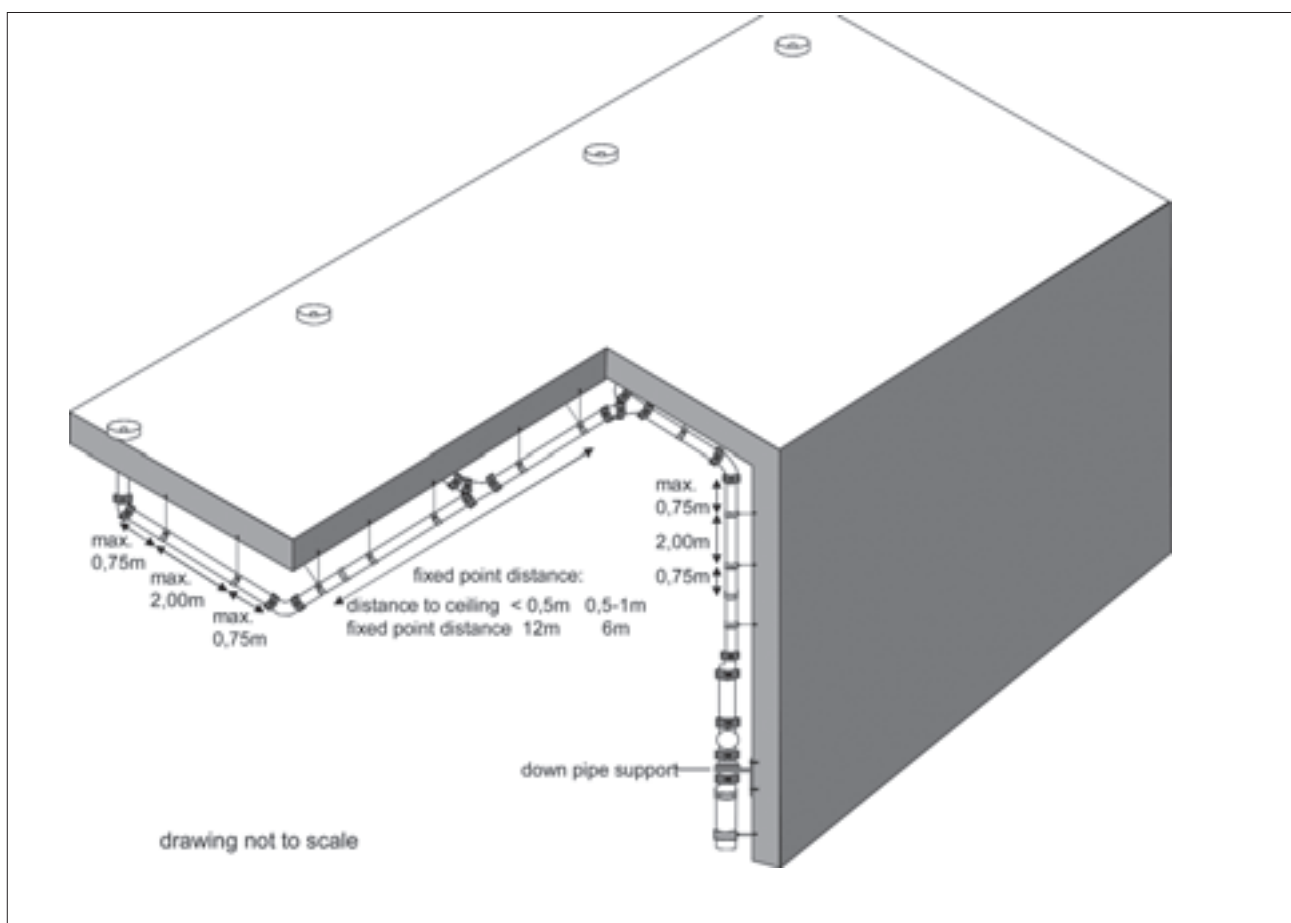 max.
0,75m
max.
2,00m
max.
0,75m
fixed point distance:
distance to ceiling < 0,5m 0,5-1m
fixed point distance 12m 6m
max.
0,75m
2,00m
0,75m
down pipe support
drawing not to scale